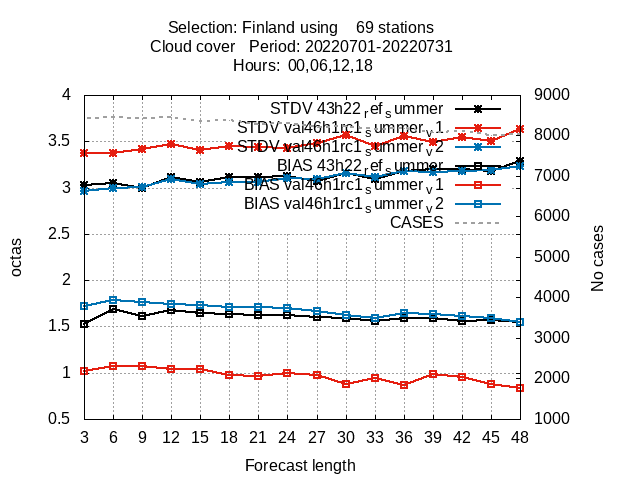 Selection: Finland using 69 stations
Cloud cover Period: 20220701-20220731
Hours: 00,06,12,18
4
3.5
3
2.5
2
1.5
1
0.5
9000
8000
7000
6000
5000
4000
3000
2000
1000
STDV 43h22_ref_summer
STDV val46h1rc1_summer_v1
STDV val46h1rc1_summer_v2
BIAS 43h22_ref_summer
BIAS val46h1rc1_summer_v1
BIAS val46h1rc1_summer_v2
CASES
octas
No cases
3 6 9 12 15 18 21 24 27 30 33 36 39 42 45 48
Forecast length